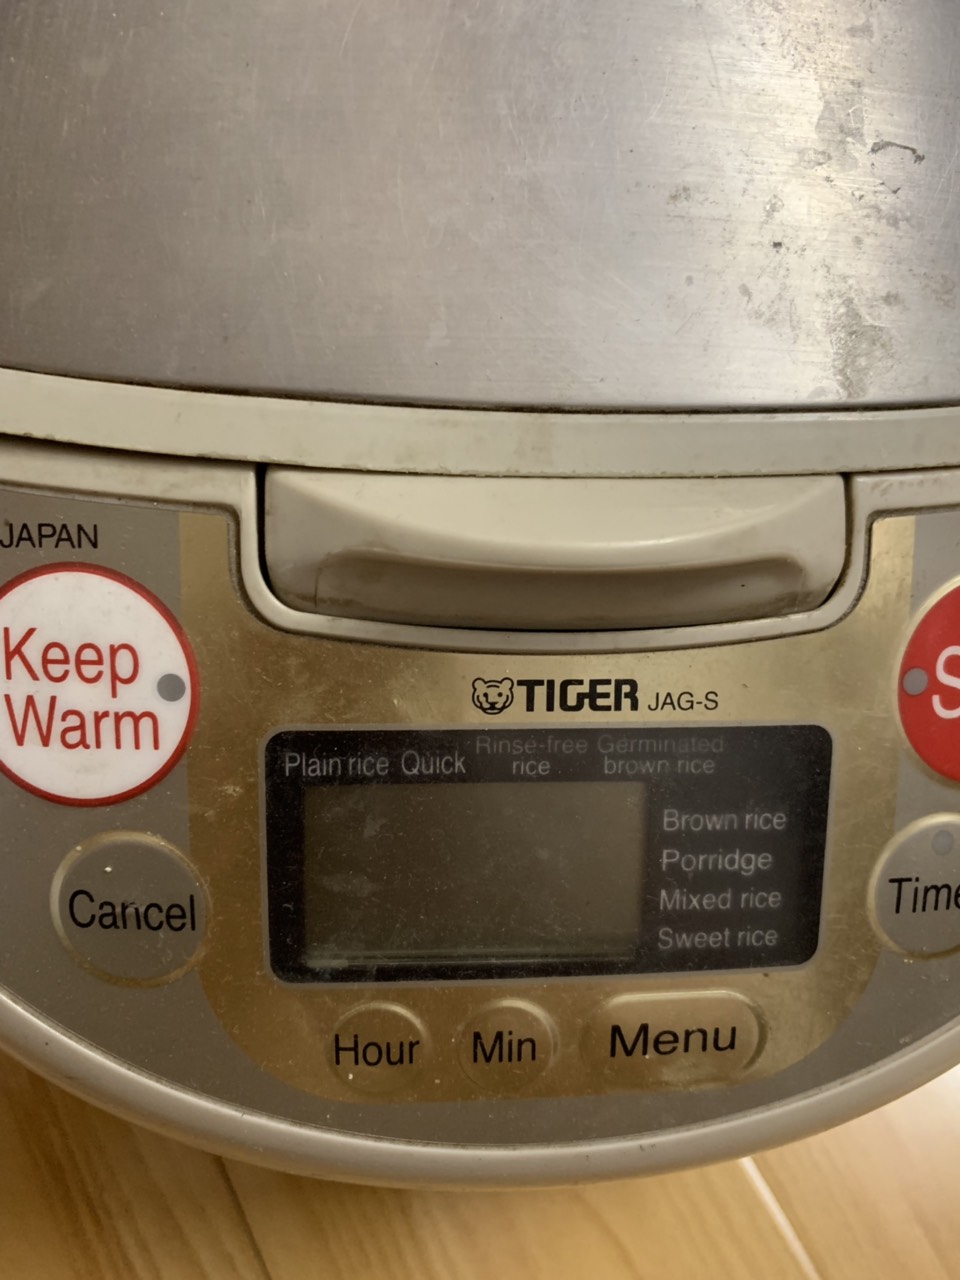 JAPAN
Keep
Warm
TIGER JAG-S
Plain rice Quick Rinse-free rice Germinated brown rice
Brown rice
Porridge
Mixed rice
Sweet rice
Cancel
Hour Min Menu
S
Time